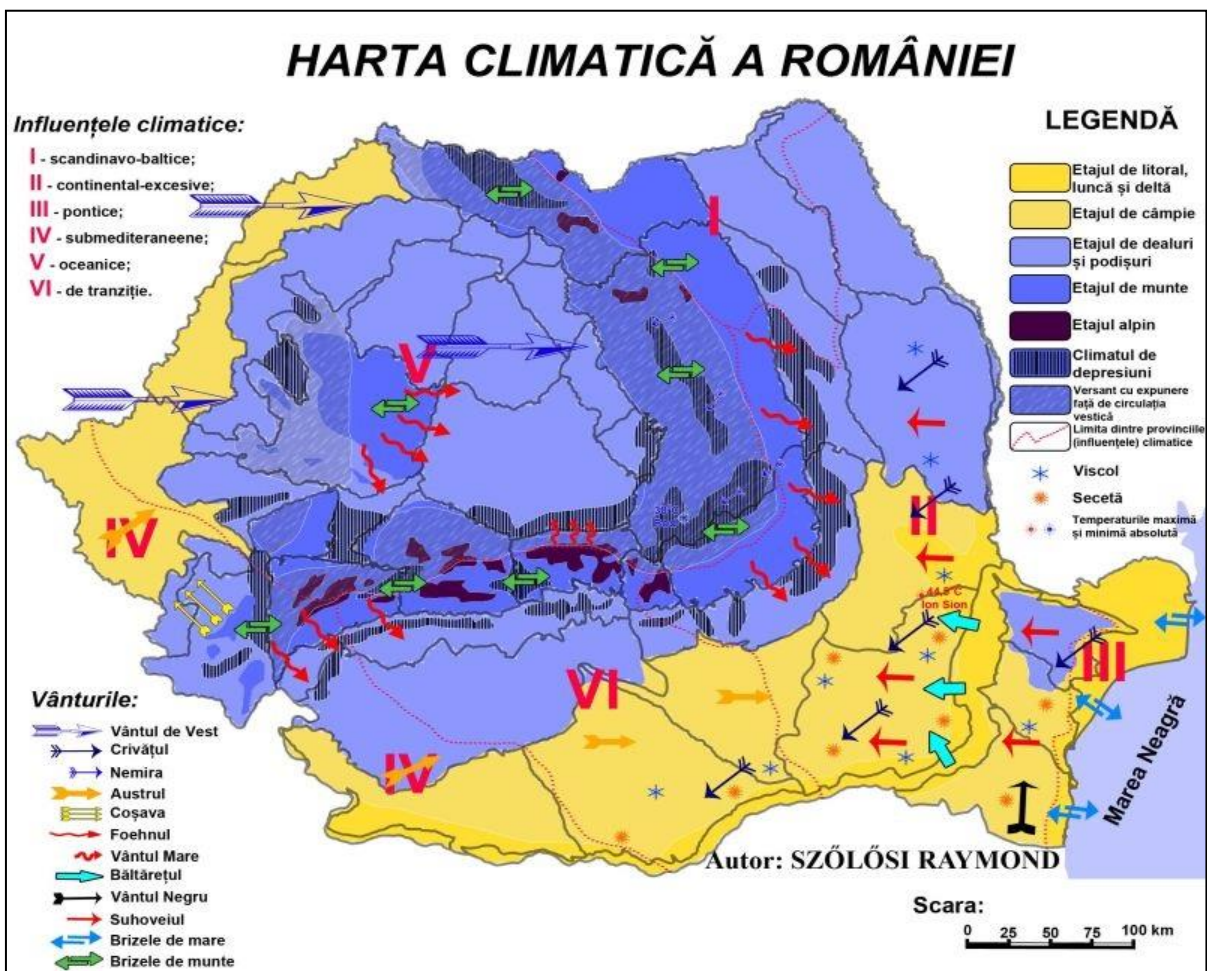 HARTA CLIMATICĂ A ROMÂNIEI
Influențele climatice:
I - scandinavo-baltice;
II - continental-excesive;
III - pontice;
IV - submediteraneene;
V - oceanice;
VI - de tranziție.
LEGENDĂ
Etajul de litoral,
luncă și deltă
Etajul de câmpie
Etajul de dealuri
și podișuri
Etajul de munte
Etajul alpin
Climatul de
depresiuni
Versant cu expunere
față de circulația
vestică
Limita dintre provinciile
(influențele) climatice
Viscol
Secetă
Temperaturile maximă
și minimă absolută
I
V
IV
II
44.5°C
Ion Sion
III
VI
IV
Marea Neagră
Vânturile:
Vântul de Vest
Crivățul
Nemira
Austrul
Coșava
Foehnul
Vântul Mare
Băltărețul
Vântul Negru
Suhoveiul
Brizele de mare
Brizele de munte
Autor: SZŐLŐSI RAYMOND
Scara:
0 25 50 75 100 km